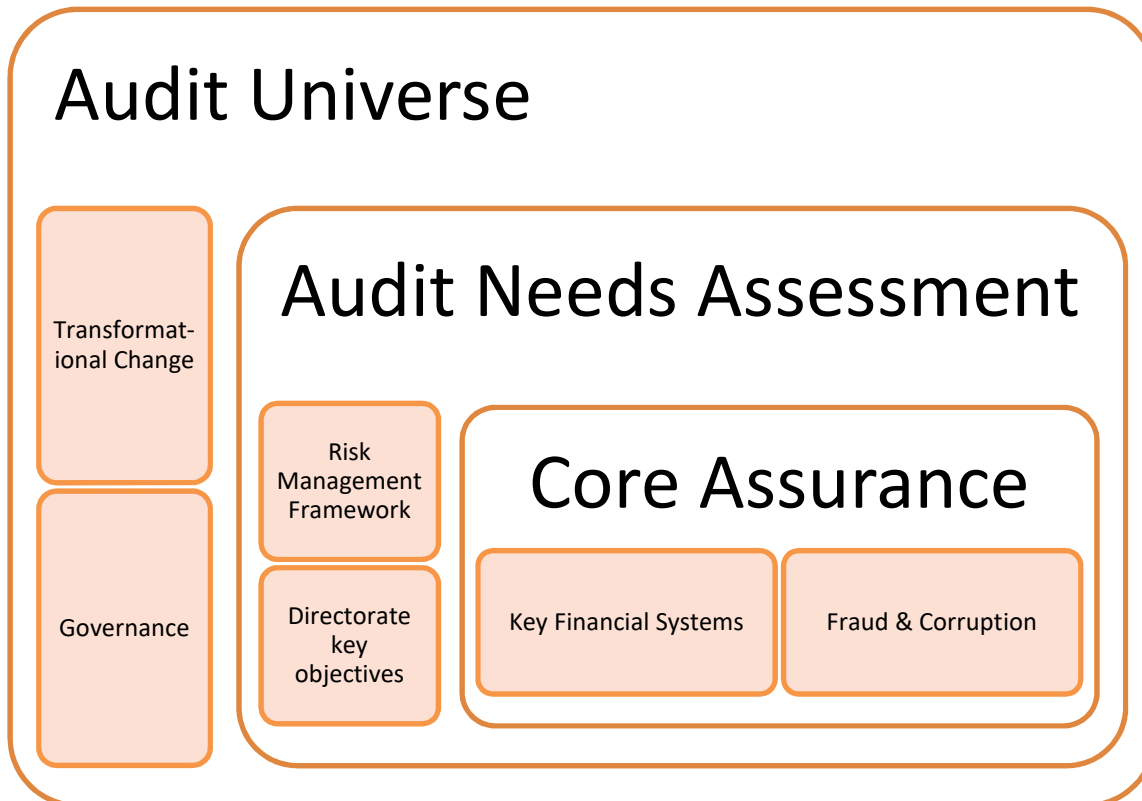 Audit Universe
Transformat-
ional Change
Governance
Audit Needs Assessment
Risk
Management
Framework
Directorate
key
objectives
Core Assurance
Key Financial Systems
Fraud & Corruption